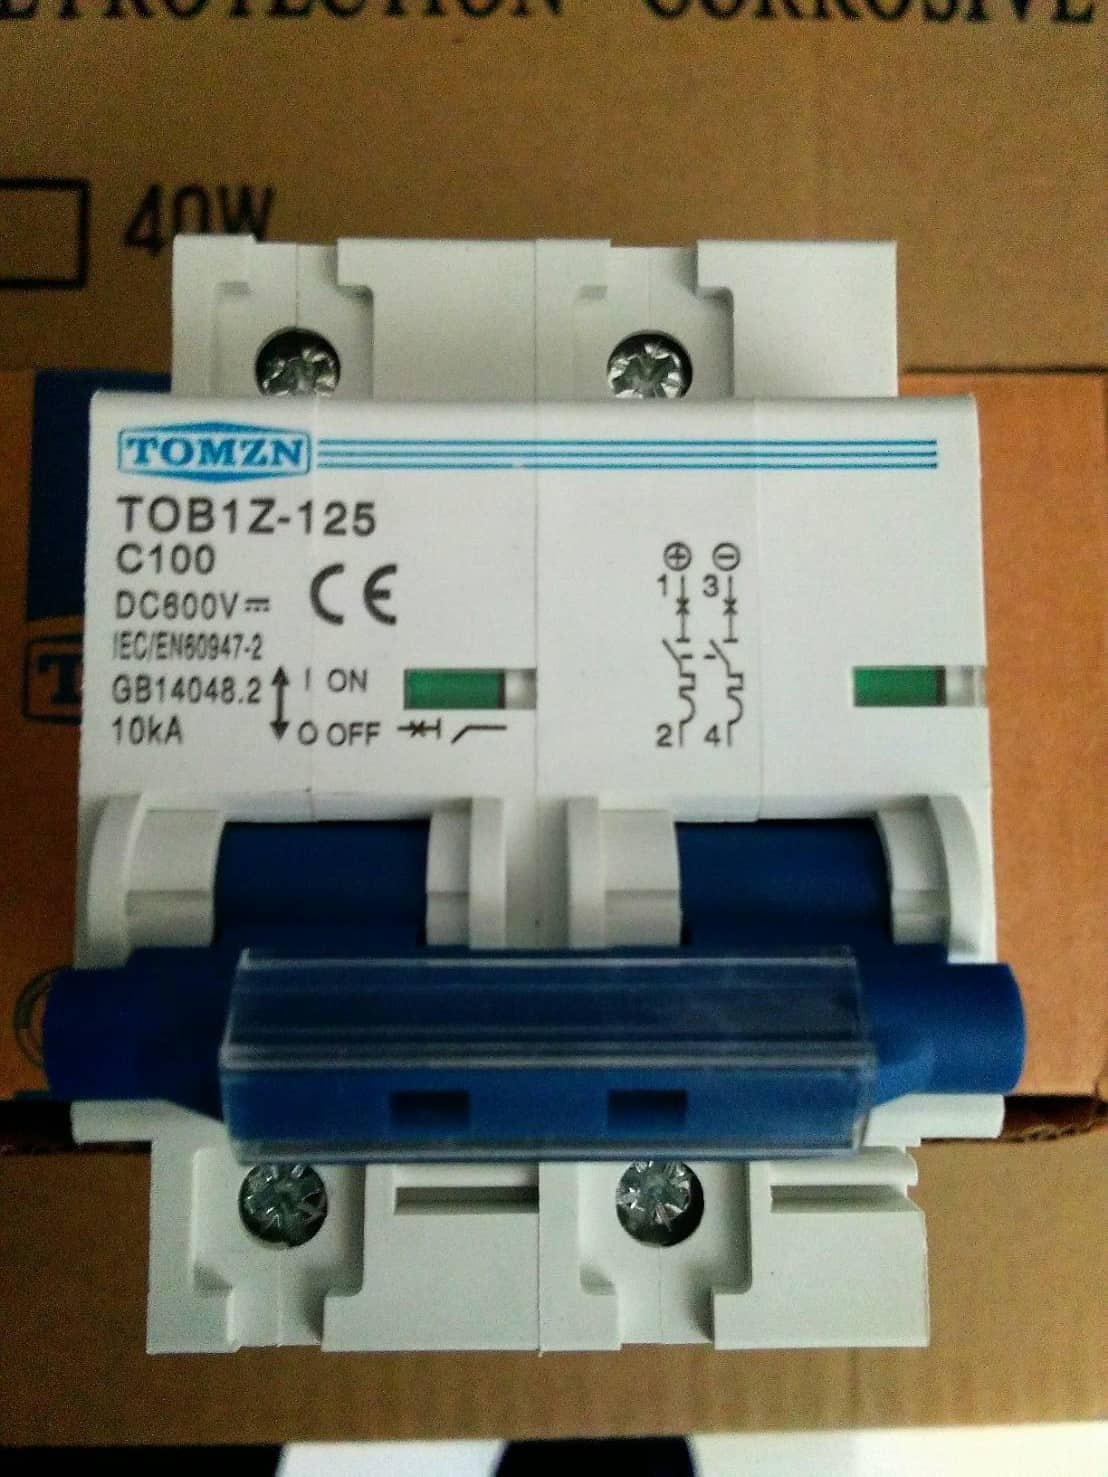 CORROSIVE
40W
TOMZN
TOB1Z-125
C100
DC600V⎓ CE
IEC/EN60947-2
GB14048.2 I ON
10kA O OFF
⊕ ⊖
1 3
2 4